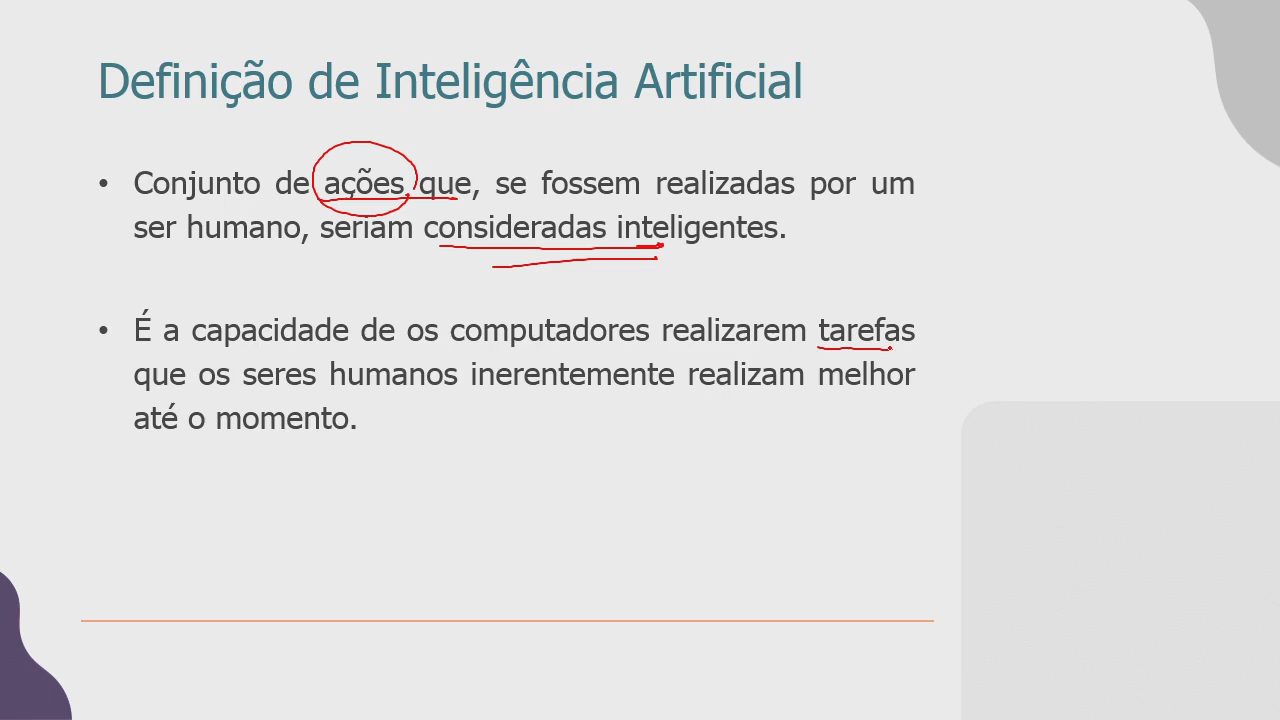 Definição de Inteligência Artificial
• Conjunto de ações que, se fossem realizadas por um
ser humano, seriam consideradas inteligentes.
• É a capacidade de os computadores realizarem tarefas
que os seres humanos inerentemente realizam melhor
até o momento.